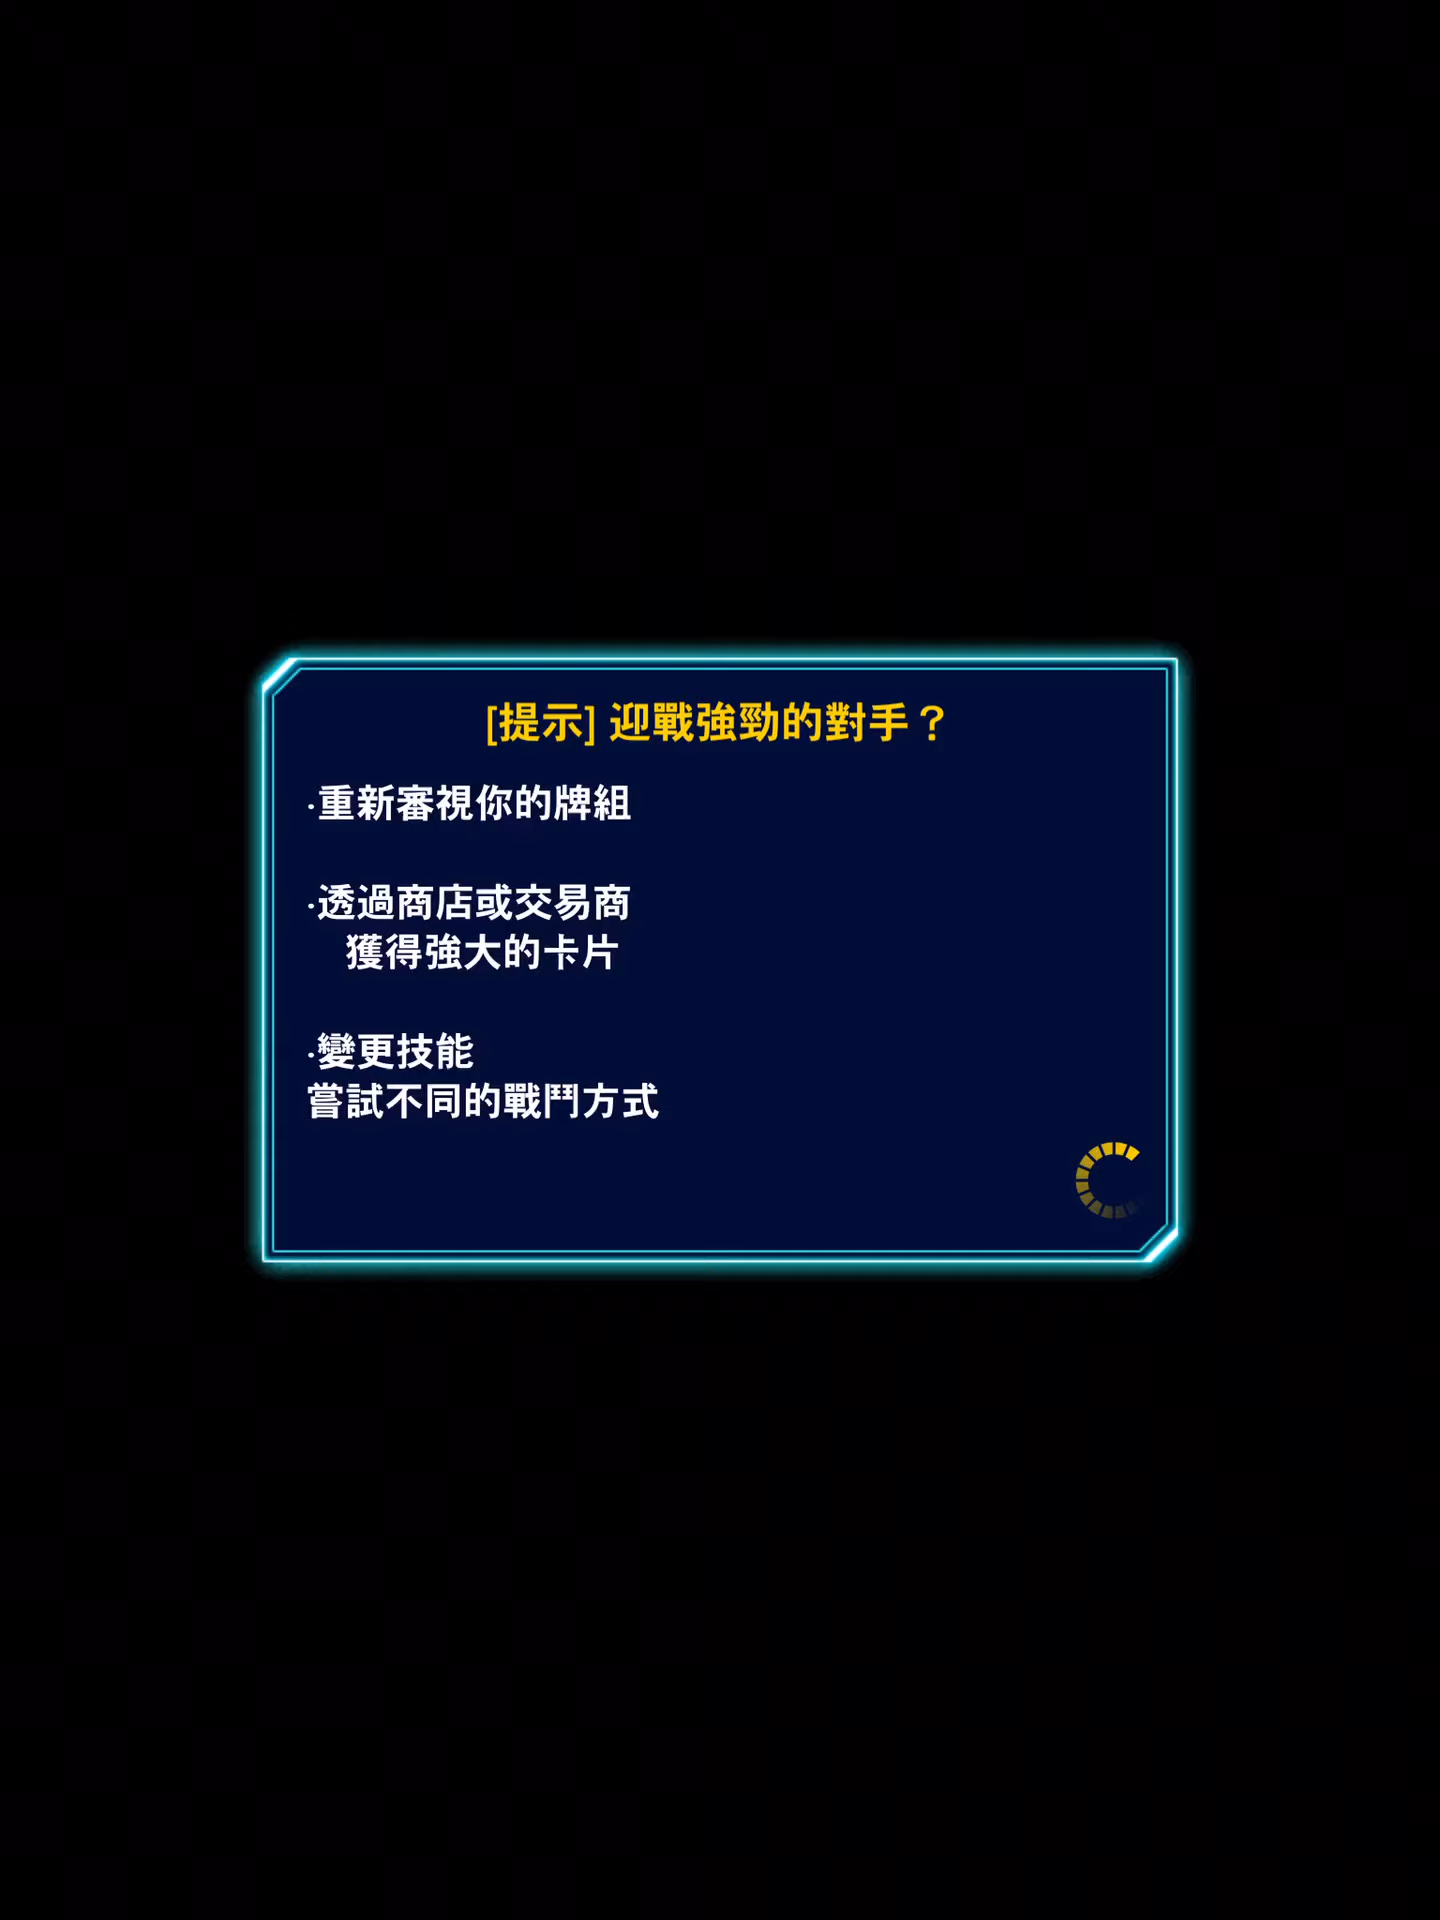 [提示] 迎戰強勁的對手？
·重新審視你的牌組
·透過商店或交易商
獲得強大的卡片
·變更技能
嘗試不同的戰鬥方式